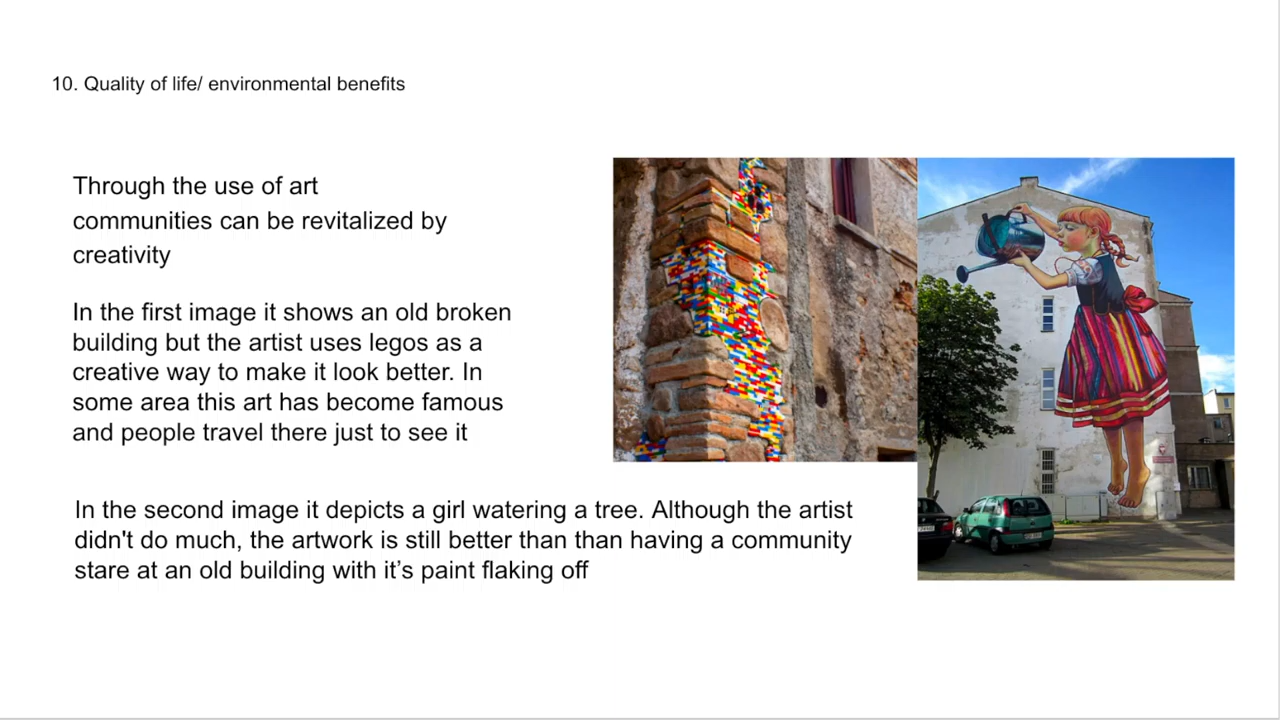 10. Quality of life/ environmental benefits
Through the use of art
communities can be revitalized by
creativity
In the first image it shows an old broken
building but the artist uses legos as a
creative way to make it look better. In
some area this art has become famous
and people travel there just to see it
In the second image it depicts a girl watering a tree. Although the artist
didn't do much, the artwork is still better than than having a community
stare at an old building with it’s paint flaking off